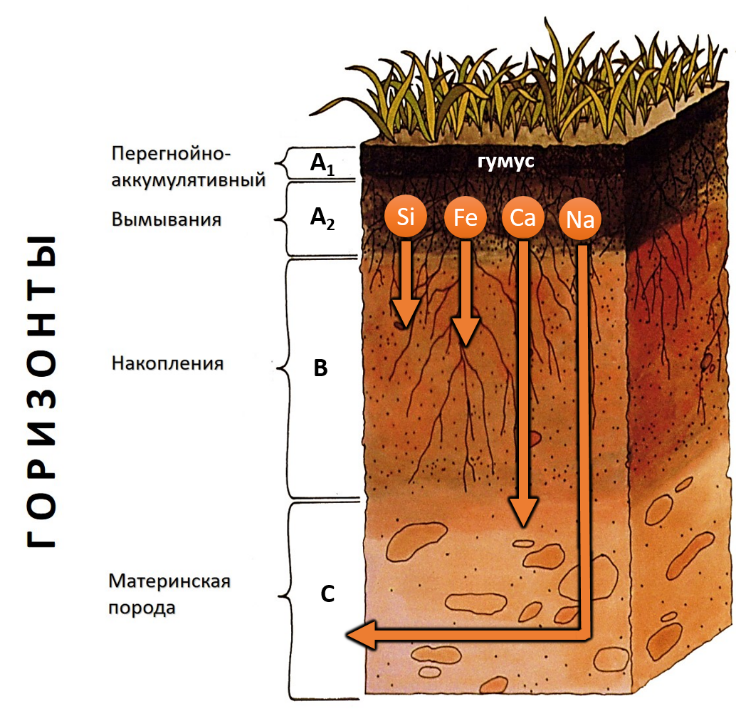 ГОРИЗОНТЫ
Перегнойно-
аккумулятивный
A1
гумус
Вымывания
A2
Si
Fe
Ca
Na
Накопления
B
Материнская
порода
C